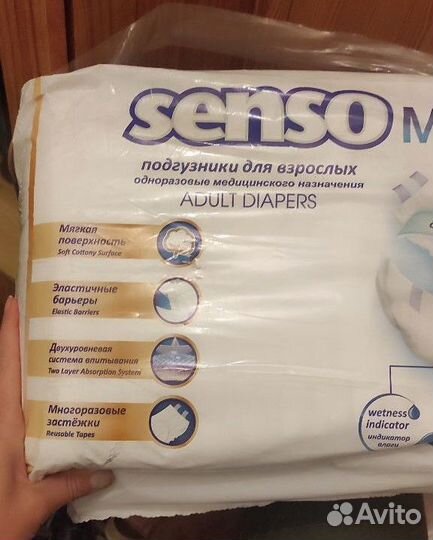 senso M
подгузники для взрослых
одноразовые медицинского назначения
ADULT DIAPERS
Мягкая
поверхность
Soft Cottony Surface
Эластичные
барьеры
Elastic Barriers
Двухуровневая
система впитывания
Two Layer Absorption System
Многоразовые
застёжки
Reusable Tapes
wetness
indicator
индикатор
влаги
Avito